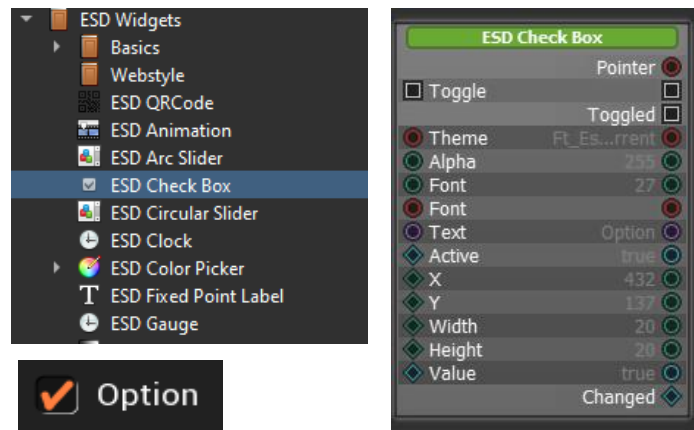 ESD Widgets
Basics
Webstyle
ESD QRCode
ESD Animation
ESD Arc Slider
ESD Check Box
ESD Circular Slider
ESD Clock
ESD Color Picker
ESD Fixed Point Label
ESD Gauge
Option
ESD Check Box
Pointer
Toggle
Toggled
Theme Ft_Es...rrent
Alpha 255
Font 27
Font
Text Option
Active true
X 432
Y 137
Width 20
Height 20
Value true
Changed